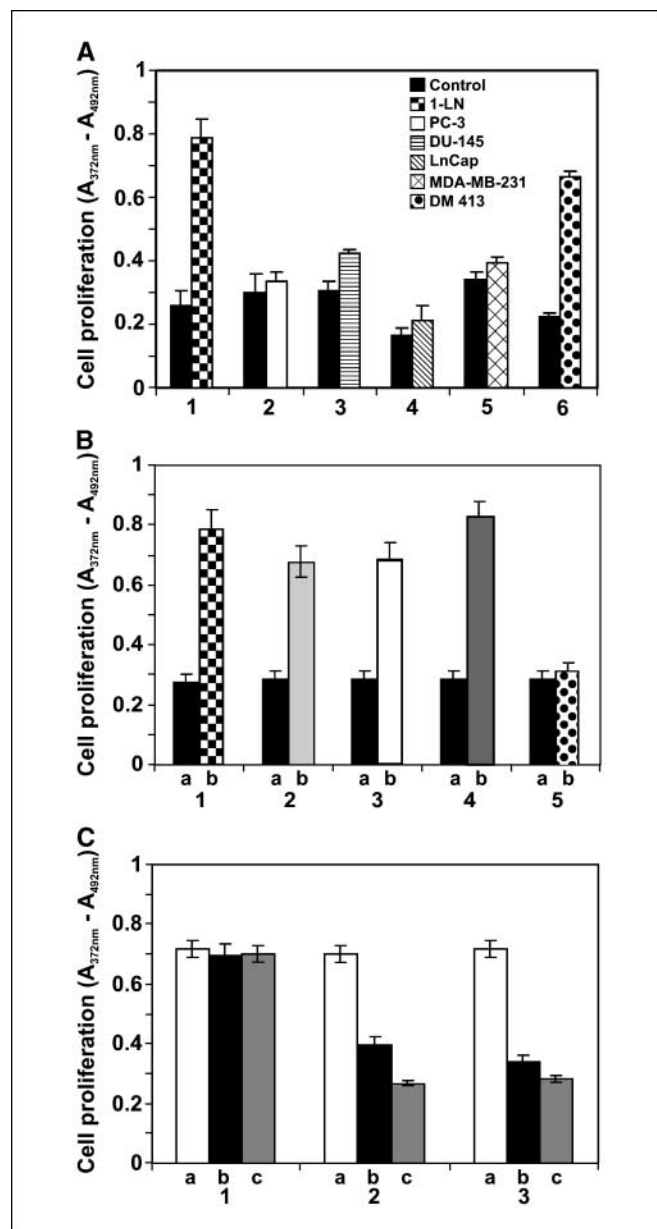 A
Cell proliferation (A372nm - A492nm)
1
0.8
0.6
0.4
0.2
0
Control
1-LN
PC-3
DU-145
LnCap
MDA-MB-231
DM 413
1 2 3 4 5 6
B
Cell proliferation (A372nm - A492nm)
1
0.8
0.6
0.4
0.2
0
a b a b a b a b a b
1 2 3 4 5
C
Cell proliferation (A372nm - A492nm)
1
0.8
0.6
0.4
0.2
0
a b c a b c a b c
1 2 3